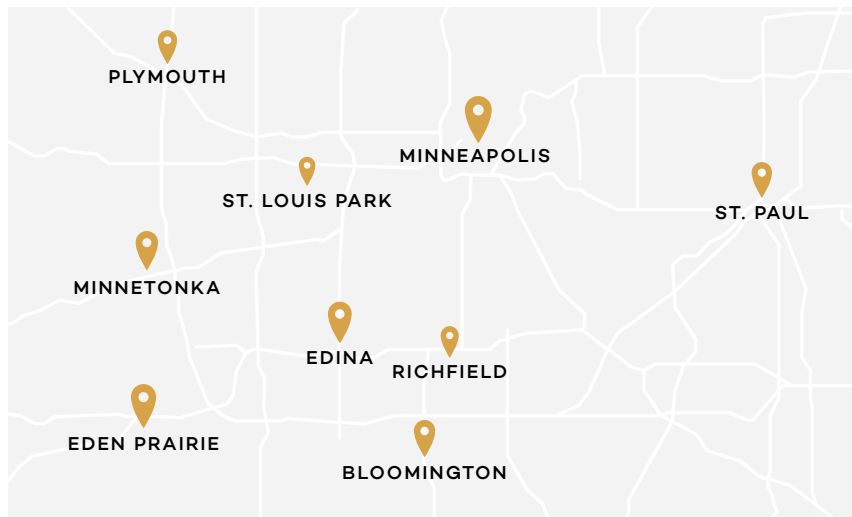 PLYMOUTH
MINNEAPOLIS
ST. LOUIS PARK
ST. PAUL
MINNETONKA
EDINA
RICHFIELD
EDEN PRAIRIE
BLOOMINGTON